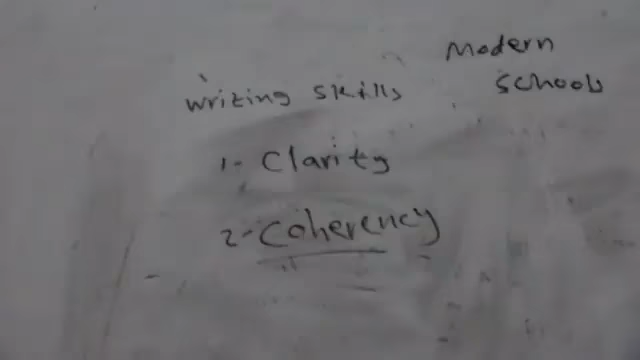 Modern
schools
writing skills
1- Clarity
2- Coherency